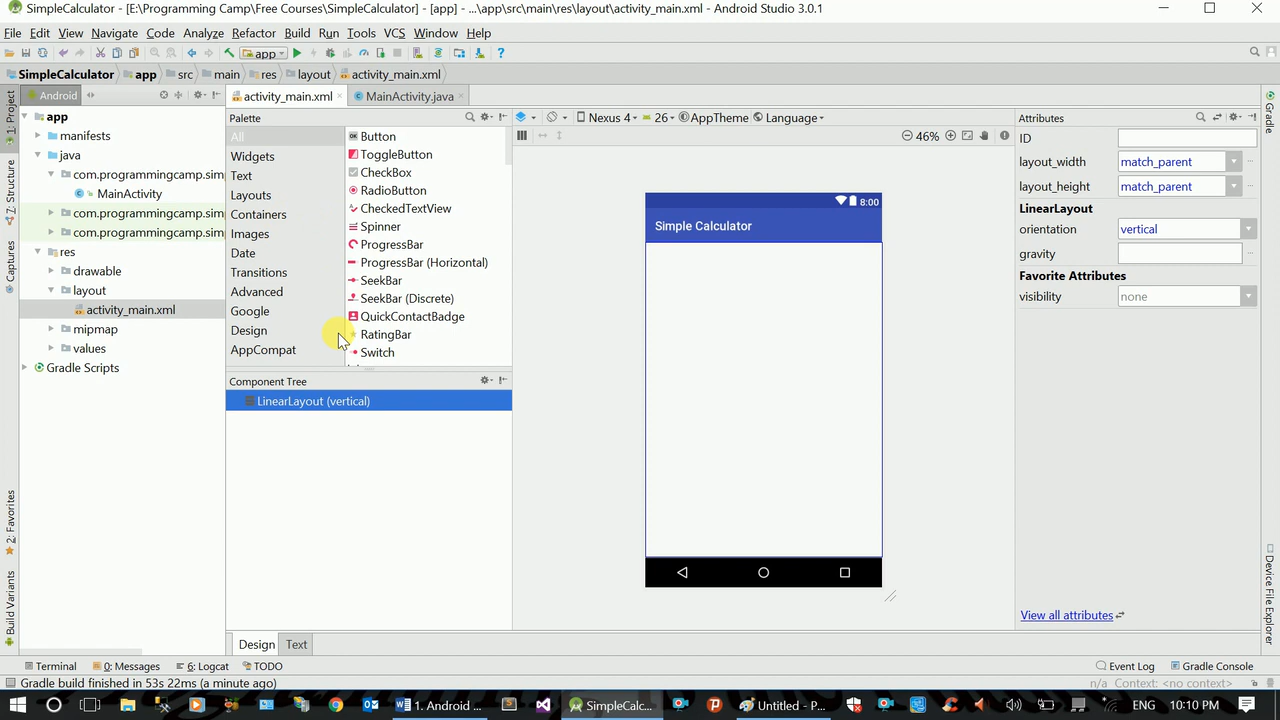 SimpleCalculator - [E:\Programming Camp\Free Courses\SimpleCalculator] - [app] - ...\app\src\main\res\layout\activity_main.xml - Android Studio 3.0.1
File Edit View Navigate Code Analyze Refactor Build Run Tools VCS Window Help
app
SimpleCalculator app src main res layout activity_main.xml
1: Project
Z: Structure
Captures
2: Favorites
Build Variants
Android
app
manifests
java
com.programmingcamp.sim
MainActivity
com.programmingcamp.sim
com.programmingcamp.sim
res
drawable
layout
activity_main.xml
mipmap
values
Gradle Scripts
activity_main.xml MainActivity.java
Palette
All
Widgets
Text
Layouts
Containers
Images
Date
Transitions
Advanced
Google
Design
AppCompat
OK Button
ToggleButton
CheckBox
RadioButton
CheckedTextView
Spinner
ProgressBar
ProgressBar (Horizontal)
SeekBar
SeekBar (Discrete)
QuickContactBadge
RatingBar
Switch
Component Tree
LinearLayout (vertical)
Nexus 4 26 AppTheme Language
46%
8:00
Simple Calculator
Attributes
ID
layout_width match_parent
layout_height match_parent
LinearLayout
orientation vertical
gravity
Favorite Attributes
visibility none
View all attributes
Gradle
Device File Explorer
Design Text
Terminal 0: Messages 6: Logcat TODO Event Log Gradle Console
Gradle build finished in 53s 22ms (a minute ago) n/a Context: <no context>
1. Android ... SimpleCalc... Untitled - P... ENG 10:10 PM